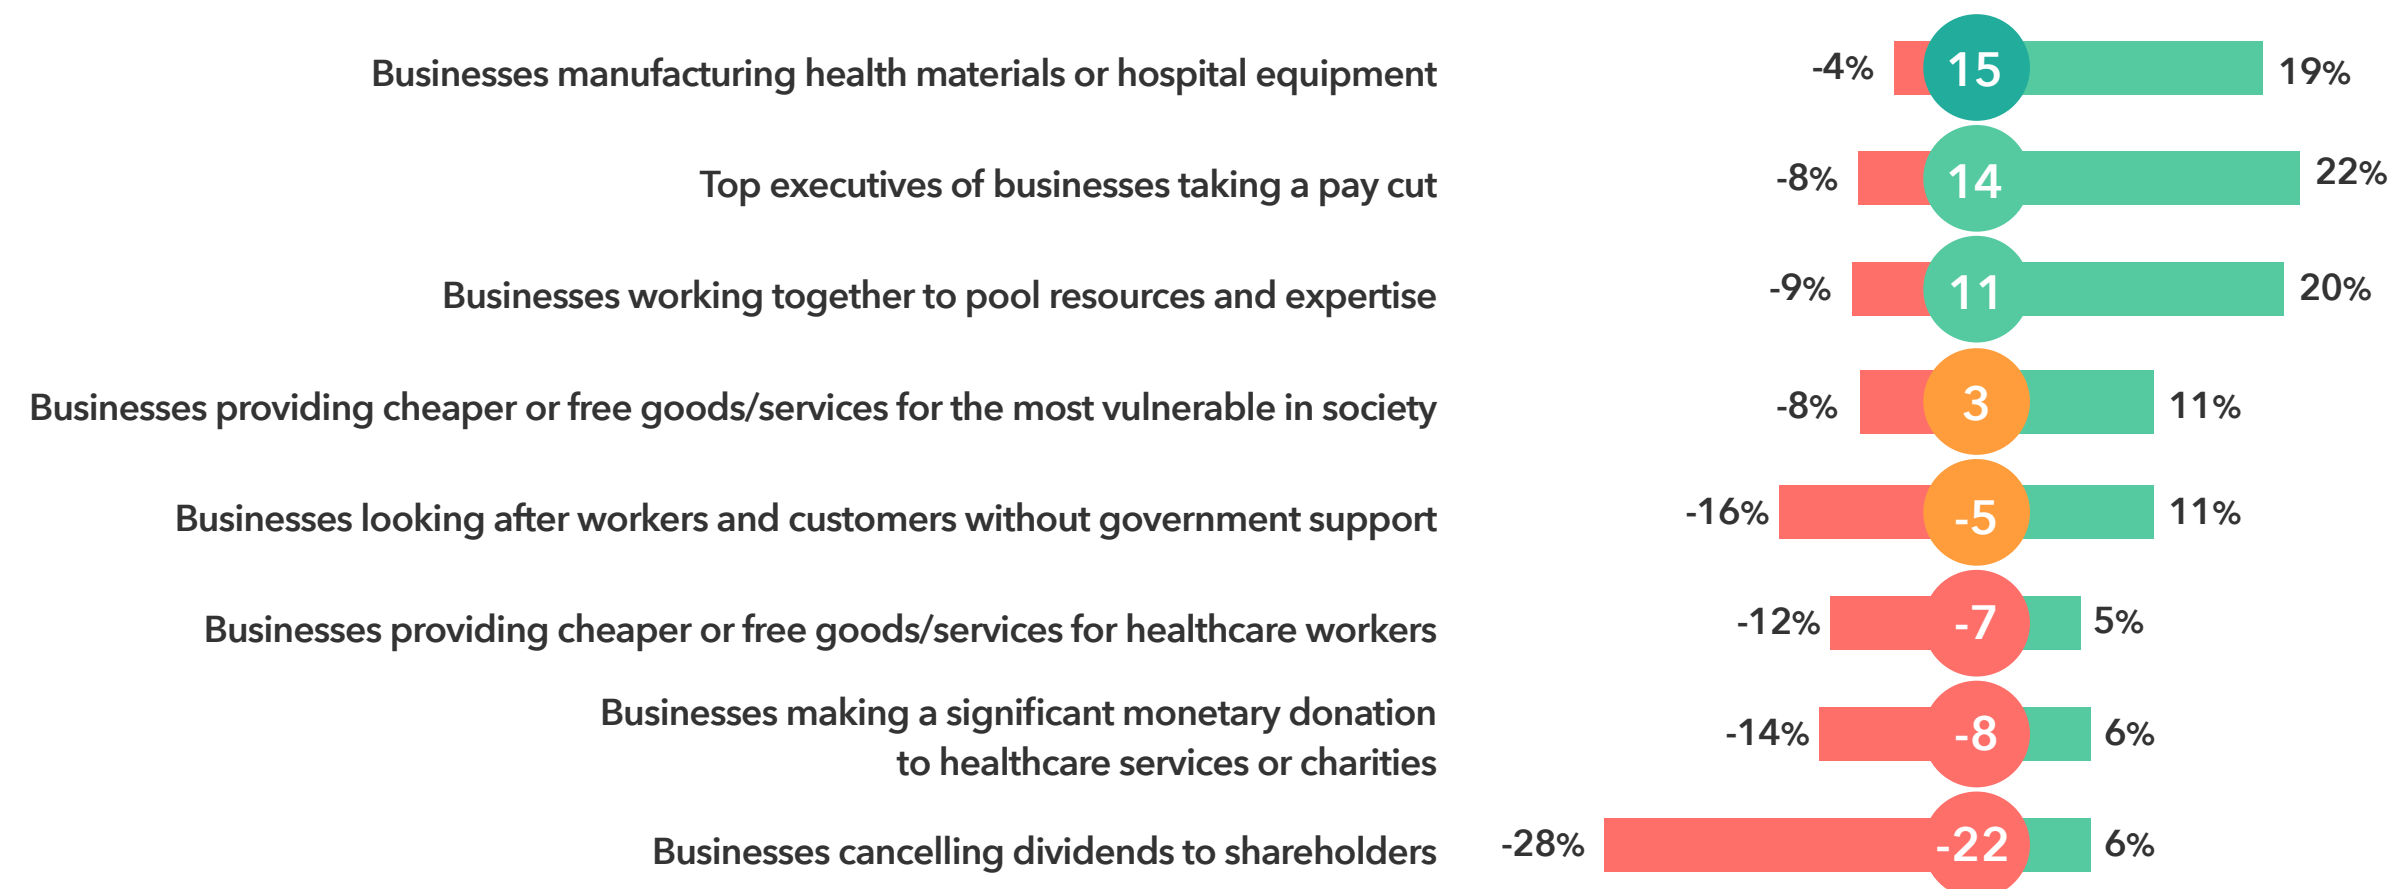 Businesses manufacturing health materials or hospital equipment -4% 15 19%
Top executives of businesses taking a pay cut -8% 14 22%
Businesses working together to pool resources and expertise -9% 11 20%
Businesses providing cheaper or free goods/services for the most vulnerable in society -8% 3 11%
Businesses looking after workers and customers without government support -16% -5 11%
Businesses providing cheaper or free goods/services for healthcare workers -12% -7 5%
Businesses making a significant monetary donation
to healthcare services or charities -14% -8 6%
Businesses cancelling dividends to shareholders -28% -22 6%